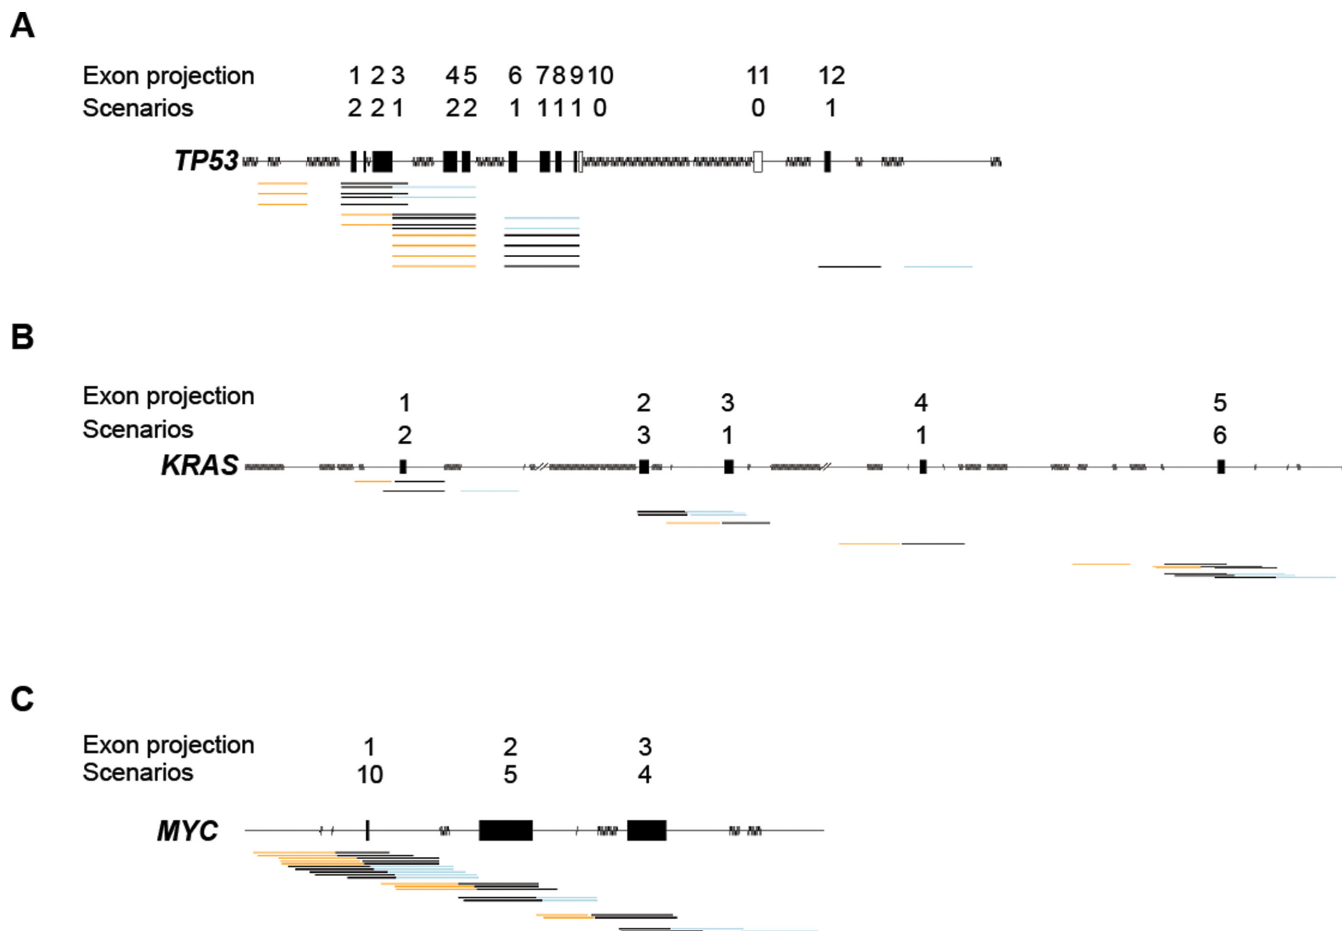 A
Exon projection 1 2 3 4 5 6 7 8 9 10 11 12
Scenarios 2 2 1 2 2 1 1 1 1 0 0 1
TP53
B
Exon projection 1 2 3 4 5
Scenarios 2 3 1 1 6
KRAS
C
Exon projection 1 2 3
Scenarios 10 5 4
MYC